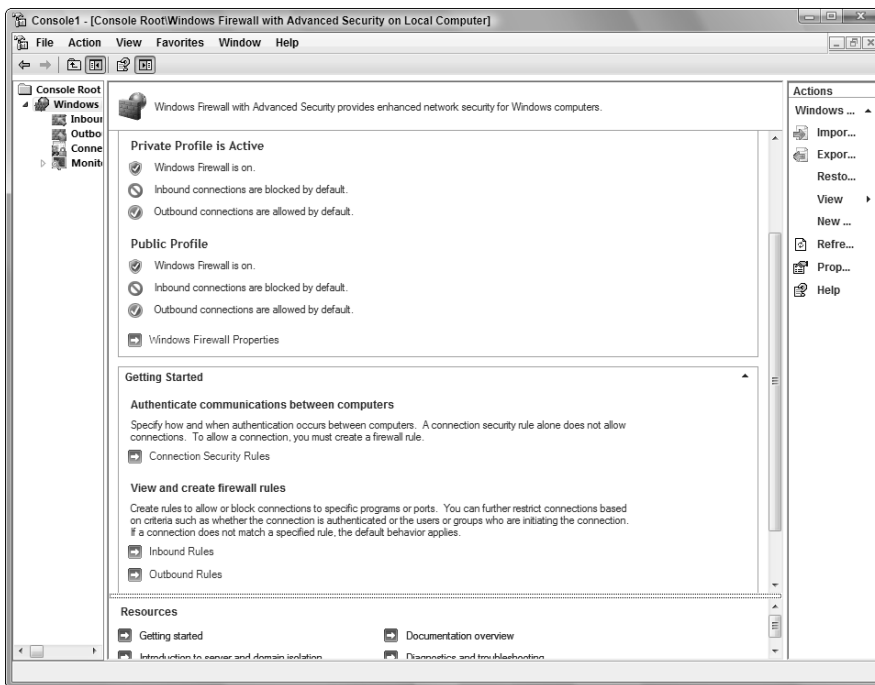 Console1 - [Console Root\Windows Firewall with Advanced Security on Local Computer]
File Action View Favorites Window Help
Console Root
Windows
Inbour
Outbo
Conne
Monit
Windows Firewall with Advanced Security provides enhanced network security for Windows computers.
Private Profile is Active
Windows Firewall is on.
Inbound connections are blocked by default.
Outbound connections are allowed by default.
Public Profile
Windows Firewall is on.
Inbound connections are blocked by default.
Outbound connections are allowed by default.
Windows Firewall Properties
Getting Started
Authenticate communications between computers
Specify how and when authentication occurs between computers. A connection security rule alone does not allow
connections. To allow a connection, you must create a firewall rule.
Connection Security Rules
View and create firewall rules
Create rules to allow or block connections to specific programs or ports. You can further restrict connections based
on criteria such as whether the connection is authenticated or the users or groups who are initiating the connection.
If a connection does not match a specified rule, the default behavior applies.
Inbound Rules
Outbound Rules
Resources
Getting started
Documentation overview
Introduction to server and domain isolation
Diagnostics and troubleshooting
Actions
Windows ...
Impor...
Expor...
Resto...
View
New ...
Refre...
Prop...
Help